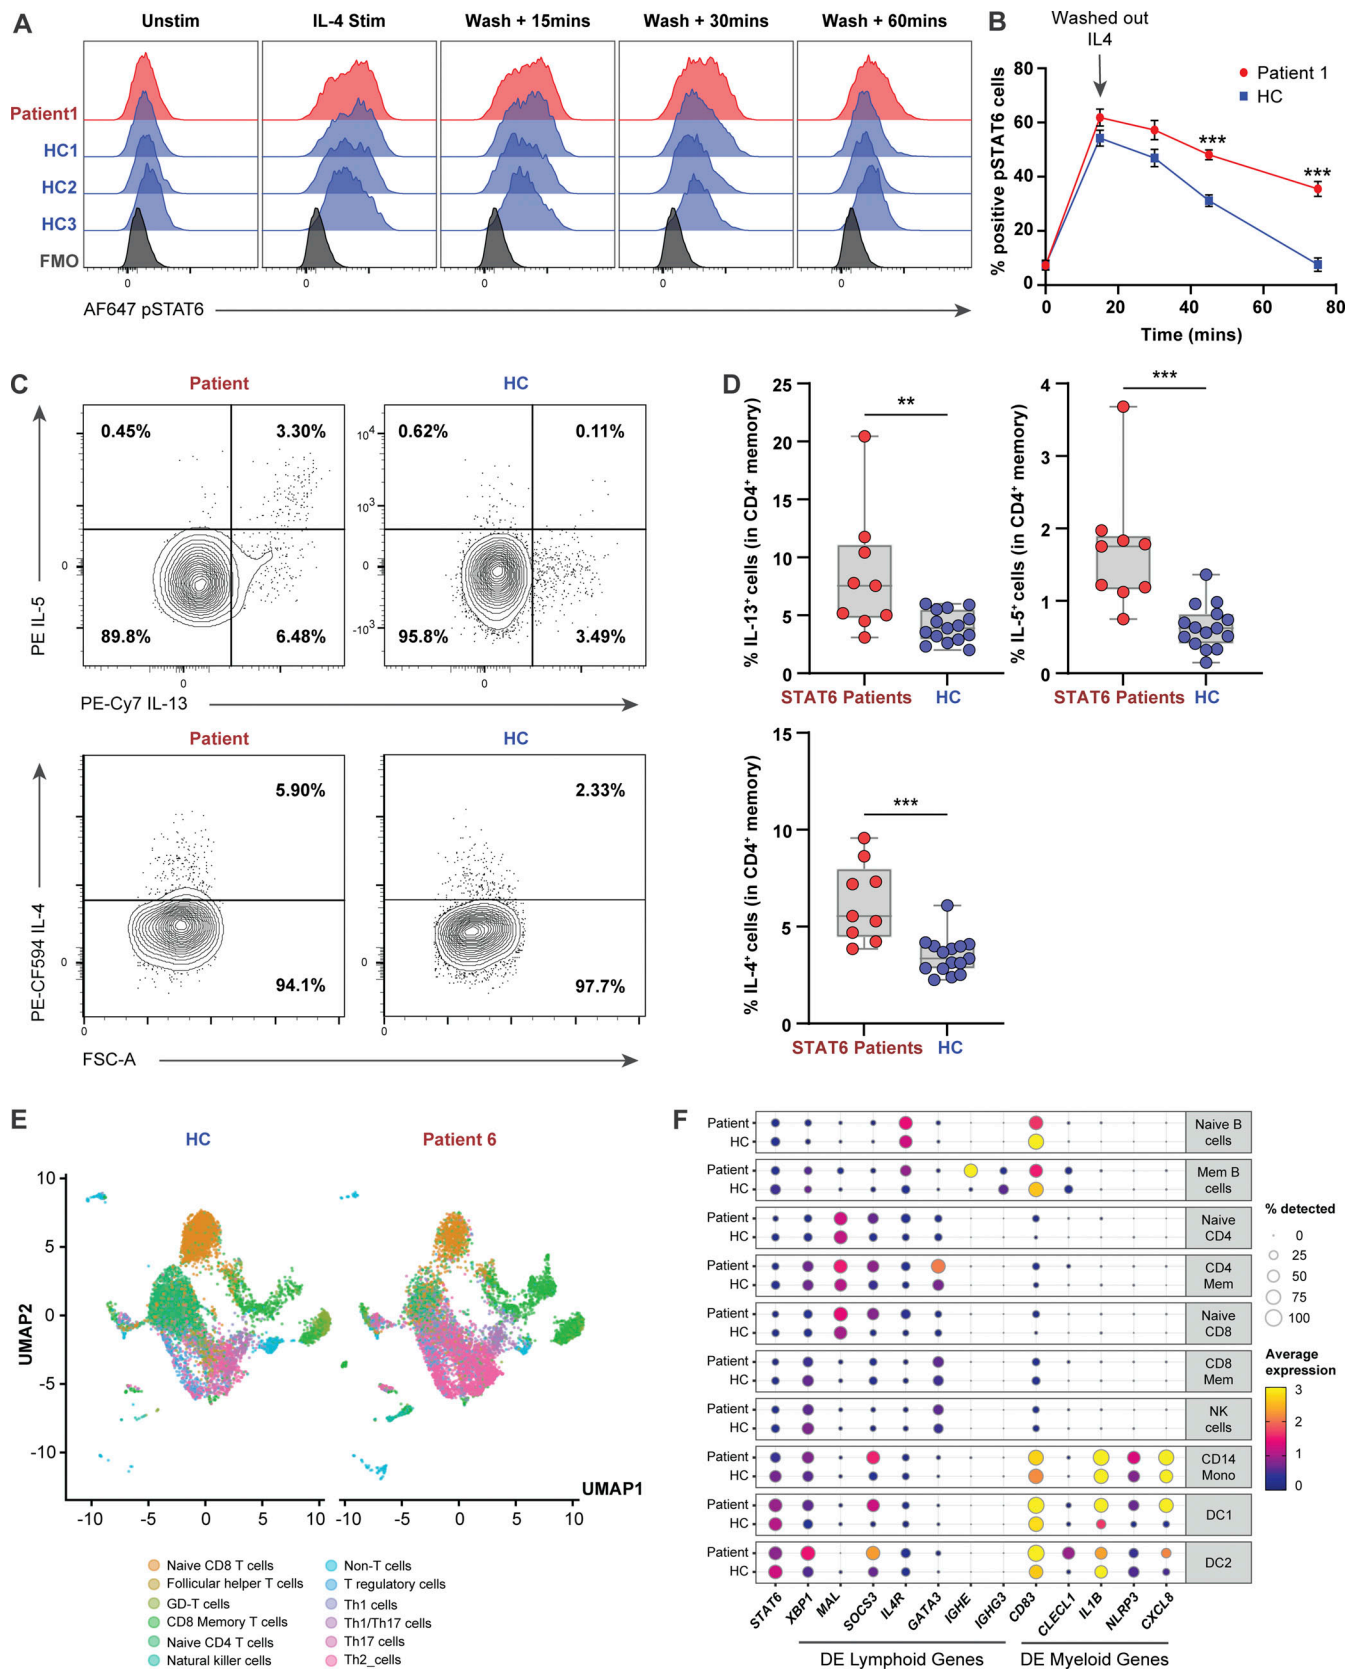 A
Unstim
IL-4 Stim
Wash + 15mins
Wash + 30mins
Wash + 60mins
Patient1
HC1
HC2
HC3
FMO
0
0
0
0
0
AF647 pSTAT6
B
Washed out
IL4
Patient 1
HC
% positive pSTAT6 cells
80
60
40
20
0
***
***
0
20
40
60
80
Time (mins)
C
Patient
HC
PE IL-5
0.45%
3.30%
89.8%
6.48%
0
0
10⁴
10³
0
-10³
0.62%
0.11%
95.8%
3.49%
0
PE-Cy7 IL-13
Patient
HC
PE-CF594 IL-4
5.90%
94.1%
0
0
0
2.33%
97.7%
0
0
0
FSC-A
D
% IL-13⁺ cells (in CD4⁺ memory)
25
20
15
10
5
0
**
STAT6 Patients
HC
% IL-5⁺ cells (in CD4⁺ memory)
4
3
2
1
0
***
STAT6 Patients
HC
% IL-4⁺ cells (in CD4⁺ memory)
15
10
5
0
***
STAT6 Patients
HC
E
HC
Patient 6
UMAP2
10
5
0
-5
-10
-10
-5
0
5
10
-10
-5
0
5
10
UMAP1
Naive CD8 T cells
Follicular helper T cells
GD-T cells
CD8 Memory T cells
Naive CD4 T cells
Natural killer cells
Non-T cells
T regulatory cells
Th1 cells
Th1/Th17 cells
Th17 cells
Th2_cells
F
Patient
HC
Naive B
cells
Patient
HC
Mem B
cells
Patient
HC
Naive
CD4
Patient
HC
CD4
Mem
Patient
HC
Naive
CD8
Patient
HC
CD8
Mem
Patient
HC
NK
cells
Patient
HC
CD14
Mono
Patient
HC
DC1
Patient
HC
DC2
STAT6
XBP1
MAL
SOCS3
IL4R
GATA3
IGHE
IGHG3
CD83
CLECL1
IL1B
NLRP3
CXCL8
DE Lymphoid Genes
DE Myeloid Genes
% detected
0
25
50
75
100
Average
expression
3
2
1
0